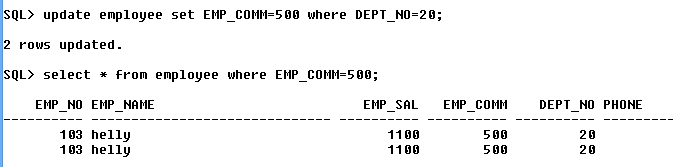 SQL> update employee set EMP_COMM=500 where DEPT_NO=20;
2 rows updated.
SQL> select * from employee where EMP_COMM=500;
EMP_NO EMP_NAME EMP_SAL EMP_COMM DEPT_NO PHONE
---------- ------------------------------ ---------- ---------- ---------- ----------
103 helly 1100 500 20
103 helly 1100 500 20